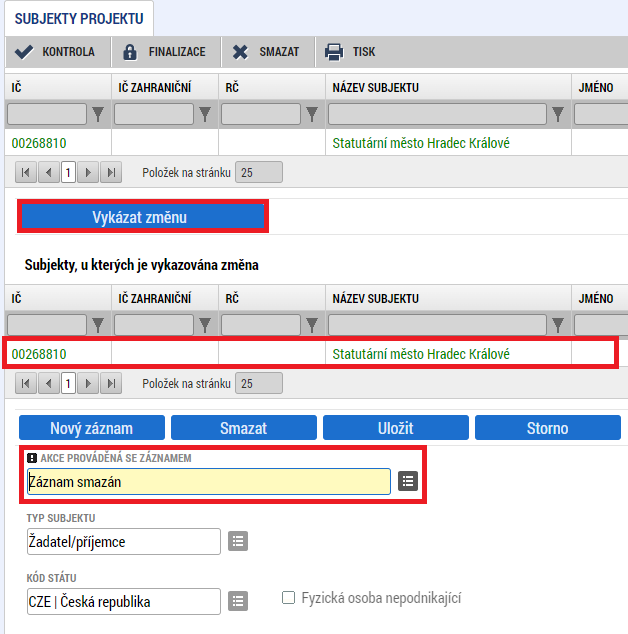 SUBJEKTY PROJEKTU
KONTROLA FINALIZACE SMAZAT TISK
IČ IČ ZAHRANIČNÍ RČ NÁZEV SUBJEKTU JMÉNO
00268810 Statutární město Hradec Králové
1 Položek na stránku 25
Vykázat změnu
Subjekty, u kterých je vykazována změna
IČ IČ ZAHRANIČNÍ RČ NÁZEV SUBJEKTU JMÉNO
00268810 Statutární město Hradec Králové
1 Položek na stránku 25
Nový záznam Smazat Uložit Storno
AKCE PROVÁDĚNÁ SE ZÁZNAMEM
Záznam smazán
TYP SUBJEKTU
Žadatel/příjemce
KÓD STÁTU
CZE | Česká republika Fyzická osoba nepodnikající